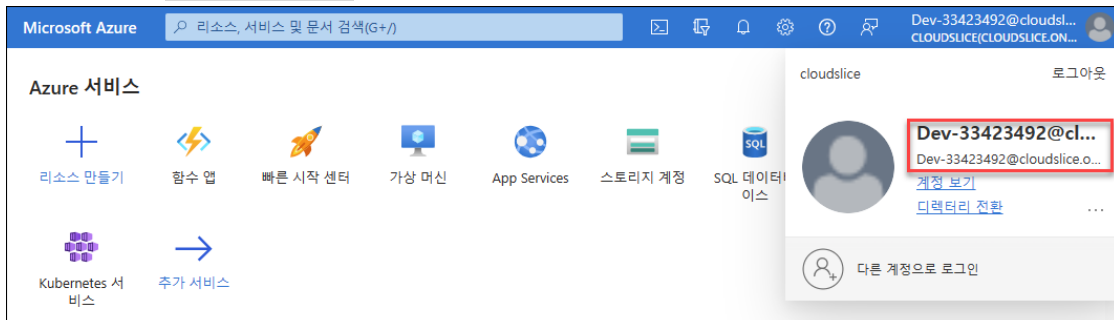 Microsoft Azure
리소스, 서비스 및 문서 검색(G+/)
Dev-33423492@cloudsl...
CLOUDSLICE(CLOUDSLICE.ON...
cloudslice
로그아웃
Dev-33423492@cl...
Dev-33423492@cloudslice.o...
계정 보기
디렉터리 전환
...
다른 계정으로 로그인
Azure 서비스
리소스 만들기
함수 앱
빠른 시작 센터
가상 머신
App Services
스토리지 계정
SQL
SQL 데이터
이스
Kubernetes 서
비스
추가 서비스